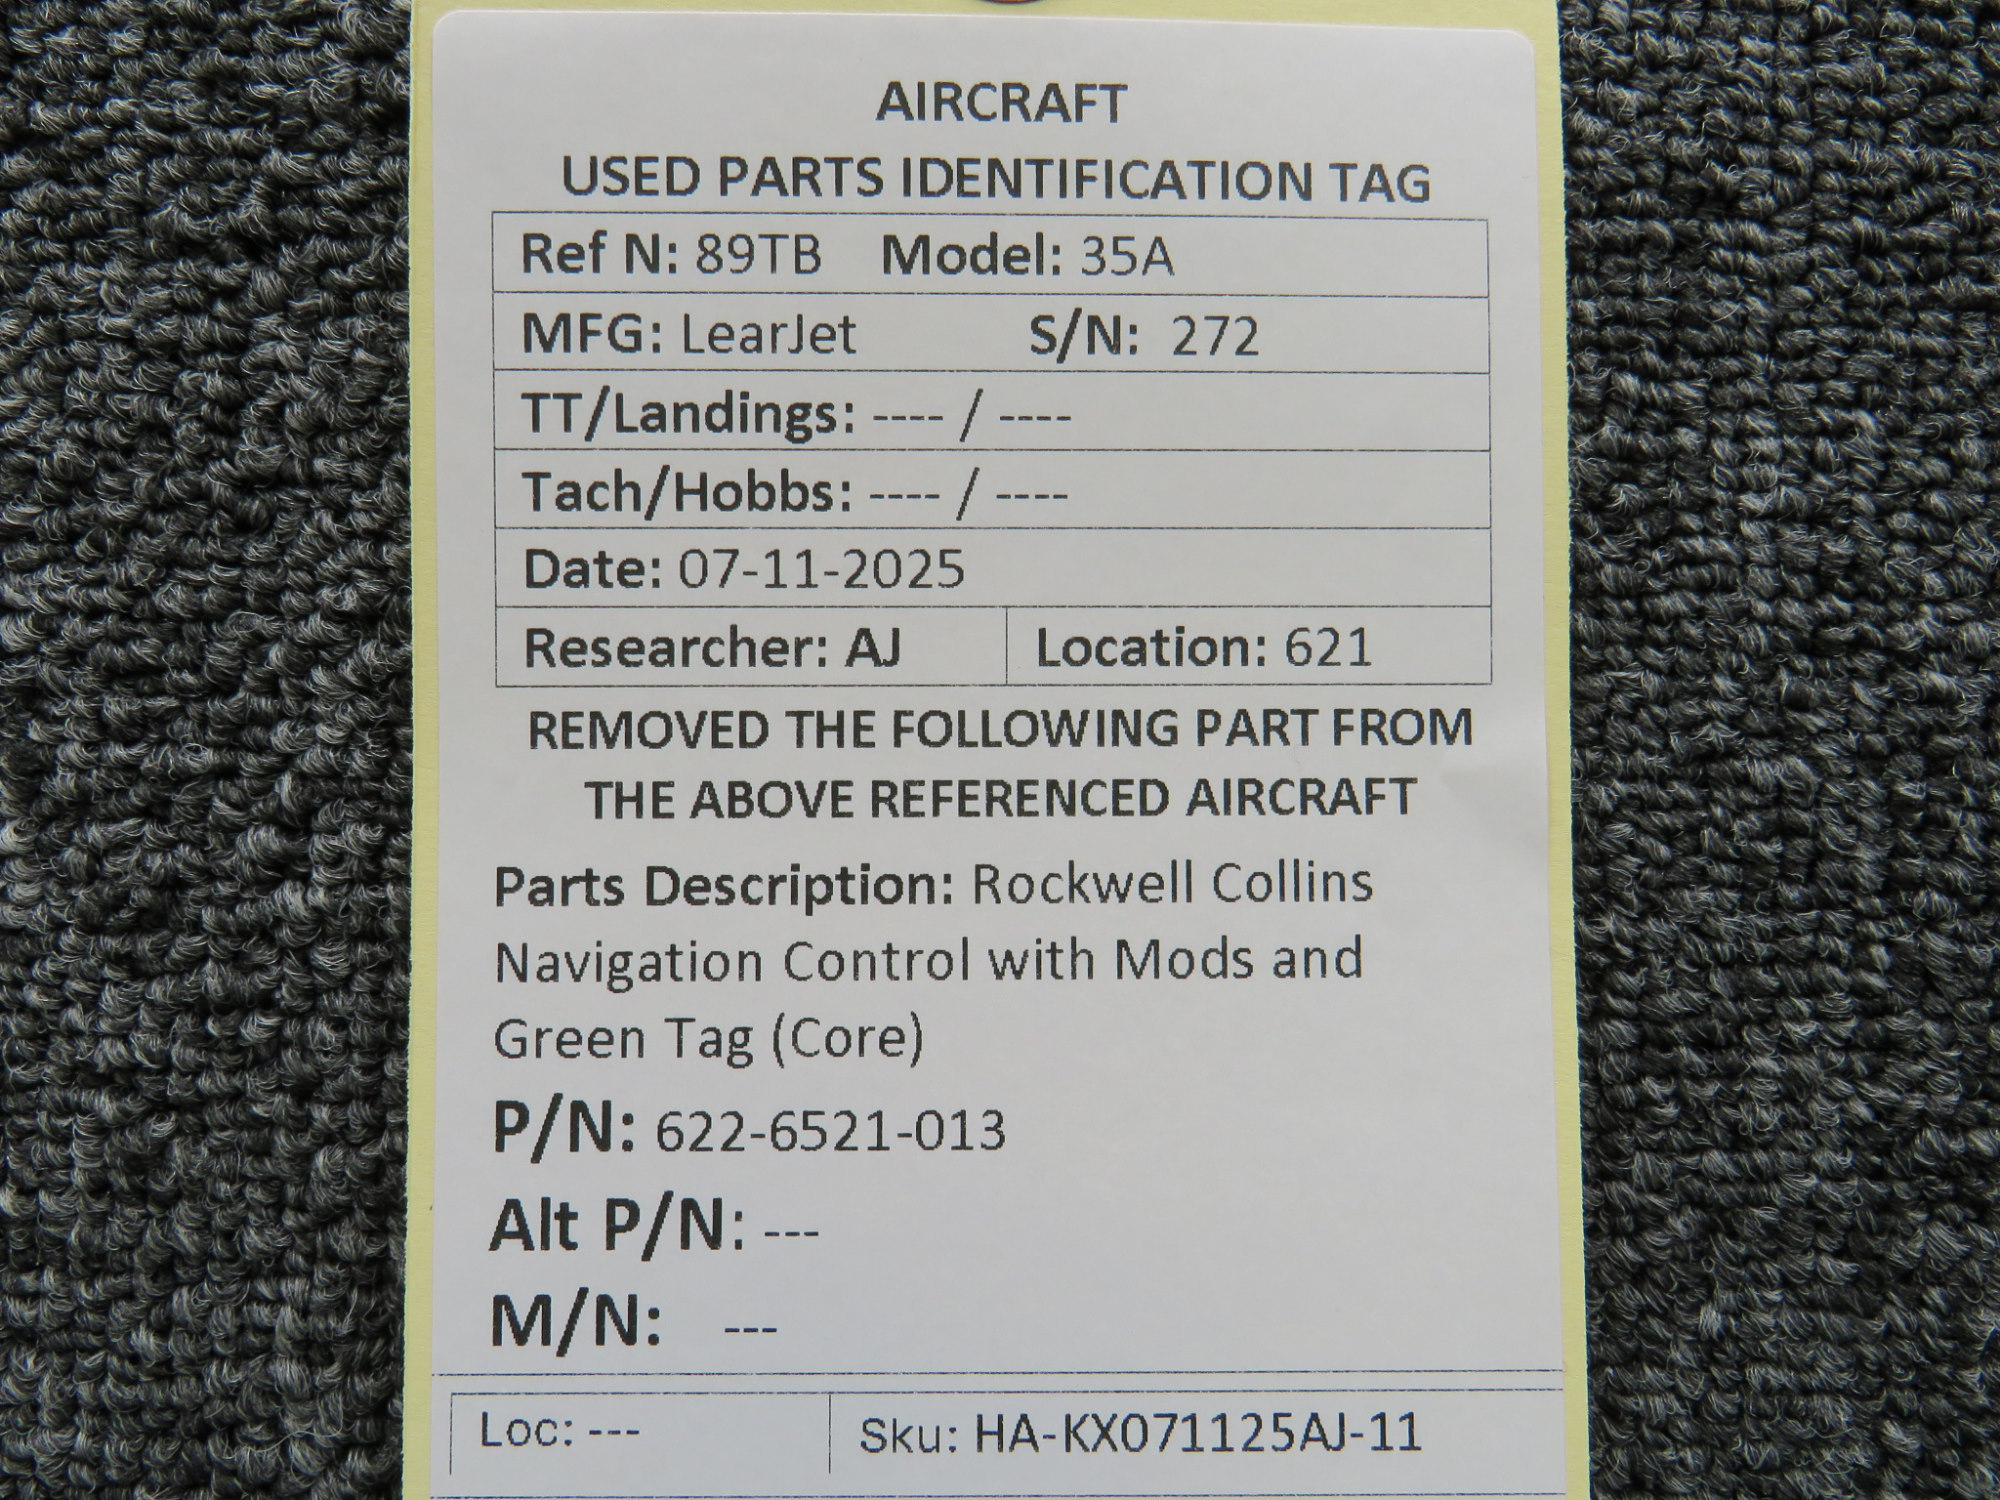 AIRCRAFT
USED PARTS IDENTIFICATION TAG
Ref N: 89TB Model: 35A
MFG: LearJet S/N: 272
TT/Landings: ---- / ----
Tach/Hobbs: ---- / ----
Date: 07-11-2025
Researcher: AJ Location: 621
REMOVED THE FOLLOWING PART FROM
THE ABOVE REFERENCED AIRCRAFT
Parts Description: Rockwell Collins
Navigation Control with Mods and
Green Tag (Core)
P/N: 622-6521-013
Alt P/N: ---
M/N: ---
Loc: --- Sku: HA-KX071125AJ-11